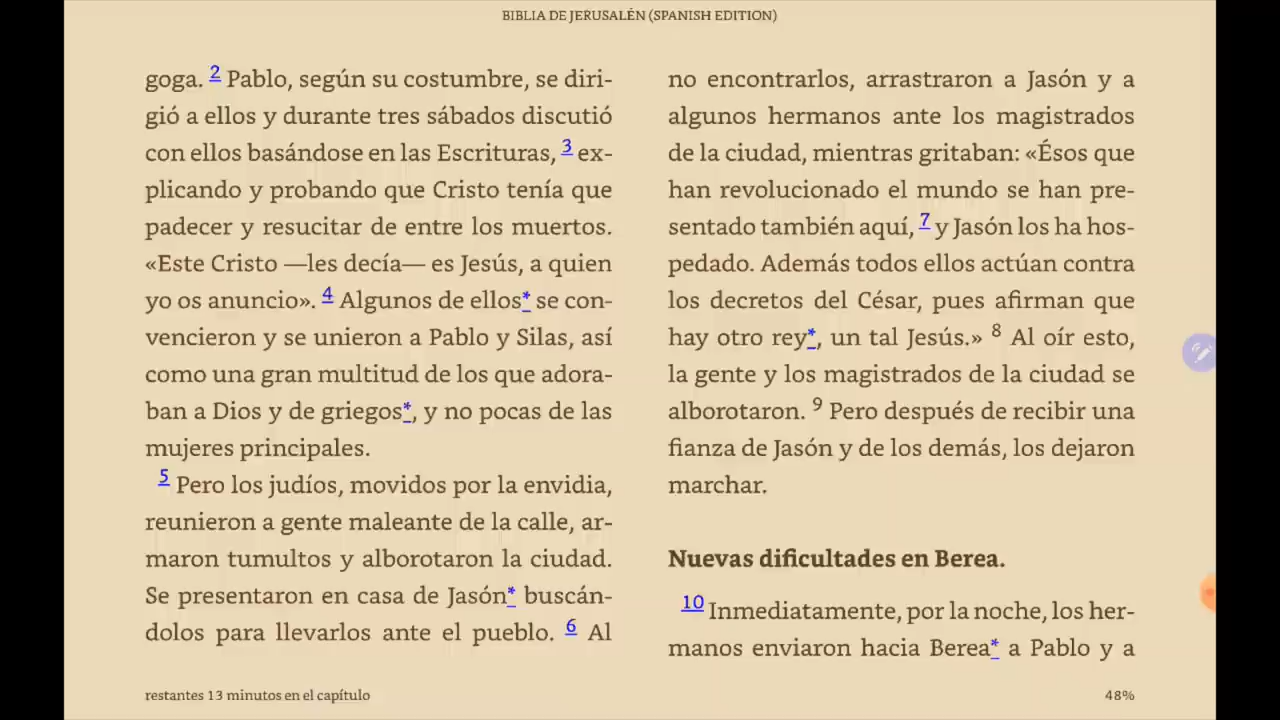 BIBLIA DE JERUSALÉN (SPANISH EDITION)
goga. 2 Pablo, según su costumbre, se diri-
gió a ellos y durante tres sábados discutió
con ellos basándose en las Escrituras, 3 ex-
plicando y probando que Cristo tenía que
padecer y resucitar de entre los muertos.
«Este Cristo —les decía— es Jesús, a quien
yo os anuncio». 4 Algunos de ellos* se con-
vencieron y se unieron a Pablo y Silas, así
como una gran multitud de los que adora-
ban a Dios y de griegos*, y no pocas de las
mujeres principales.
5 Pero los judíos, movidos por la envidia,
reunieron a gente maleante de la calle, ar-
maron tumultos y alborotaron la ciudad.
Se presentaron en casa de Jasón* buscán-
dolos para llevarlos ante el pueblo. 6 Al
no encontrarlos, arrastraron a Jasón y a
algunos hermanos ante los magistrados
de la ciudad, mientras gritaban: «Ésos que
han revolucionado el mundo se han pre-
sentado también aquí, 7 y Jasón los ha hos-
pedado. Además todos ellos actúan contra
los decretos del César, pues afirman que
hay otro rey*, un tal Jesús.» 8 Al oír esto,
la gente y los magistrados de la ciudad se
alborotaron. 9 Pero después de recibir una
fianza de Jasón y de los demás, los dejaron
marchar.
Nuevas dificultades en Berea.
10 Inmediatamente, por la noche, los her-
manos enviaron hacia Berea* a Pablo y a
restantes 13 minutos en el capítulo
48%